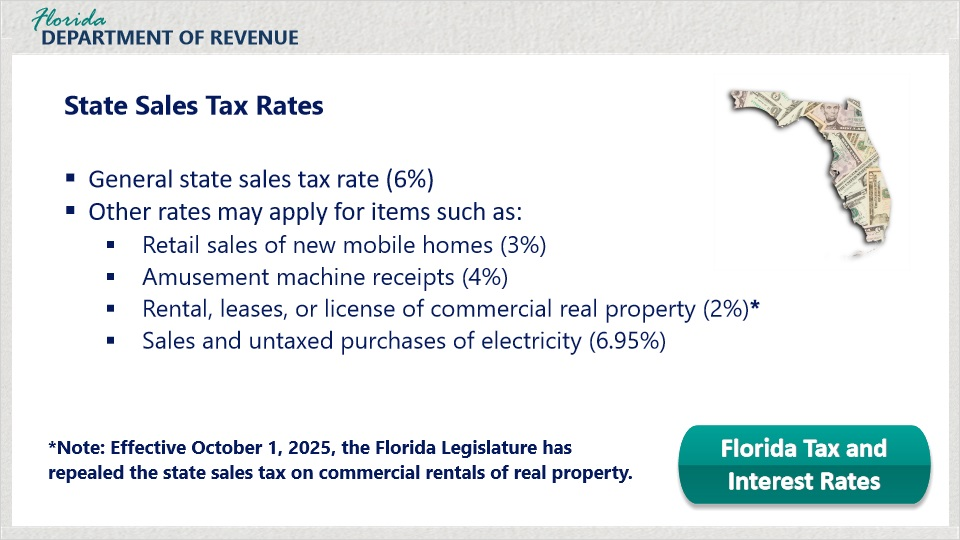 Florida
DEPARTMENT OF REVENUE
State Sales Tax Rates
▪ General state sales tax rate (6%)
▪ Other rates may apply for items such as:
▪ Retail sales of new mobile homes (3%)
▪ Amusement machine receipts (4%)
▪ Rental, leases, or license of commercial real property (2%)*
▪ Sales and untaxed purchases of electricity (6.95%)
*Note: Effective October 1, 2025, the Florida Legislature has
repealed the state sales tax on commercial rentals of real property.
Florida Tax and
Interest Rates